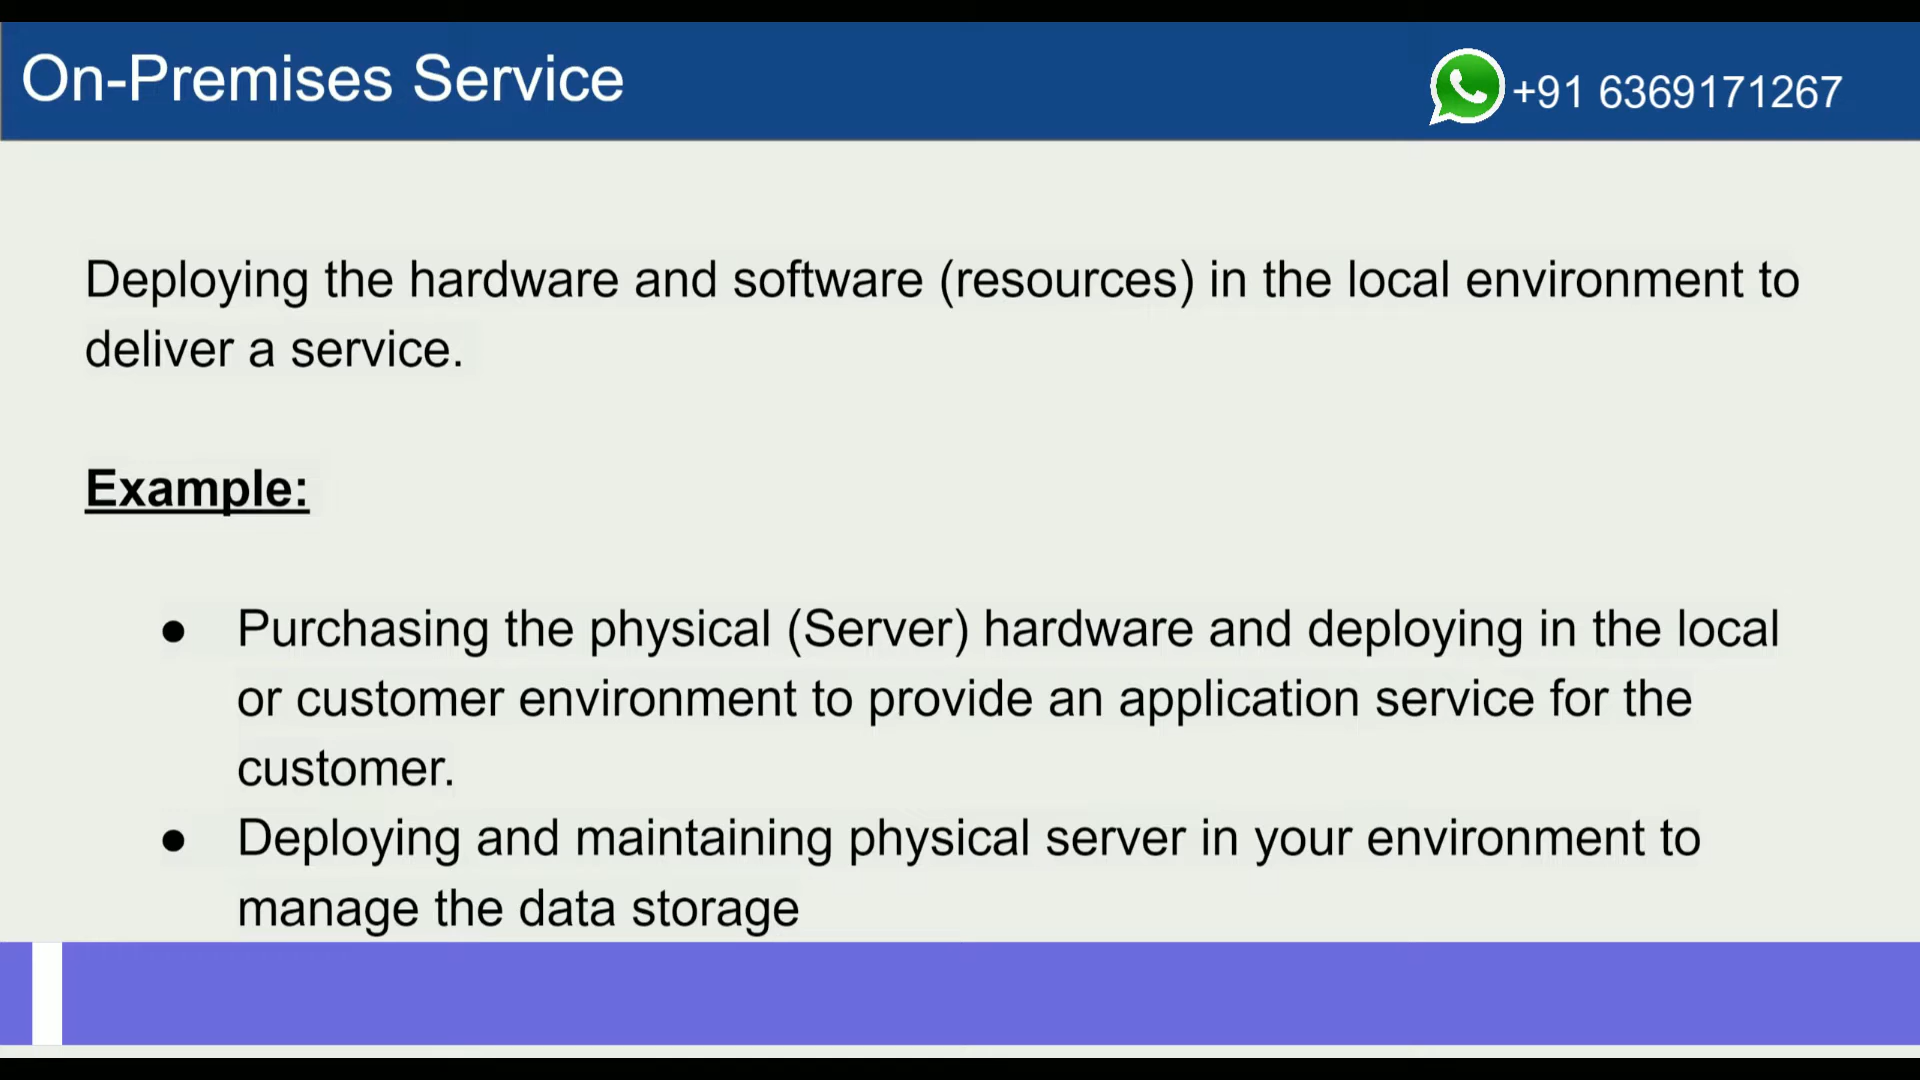 On-Premises Service
+91 6369171267
Deploying the hardware and software (resources) in the local environment to
deliver a service.
Example:
● Purchasing the physical (Server) hardware and deploying in the local
or customer environment to provide an application service for the
customer.
● Deploying and maintaining physical server in your environment to
manage the data storage